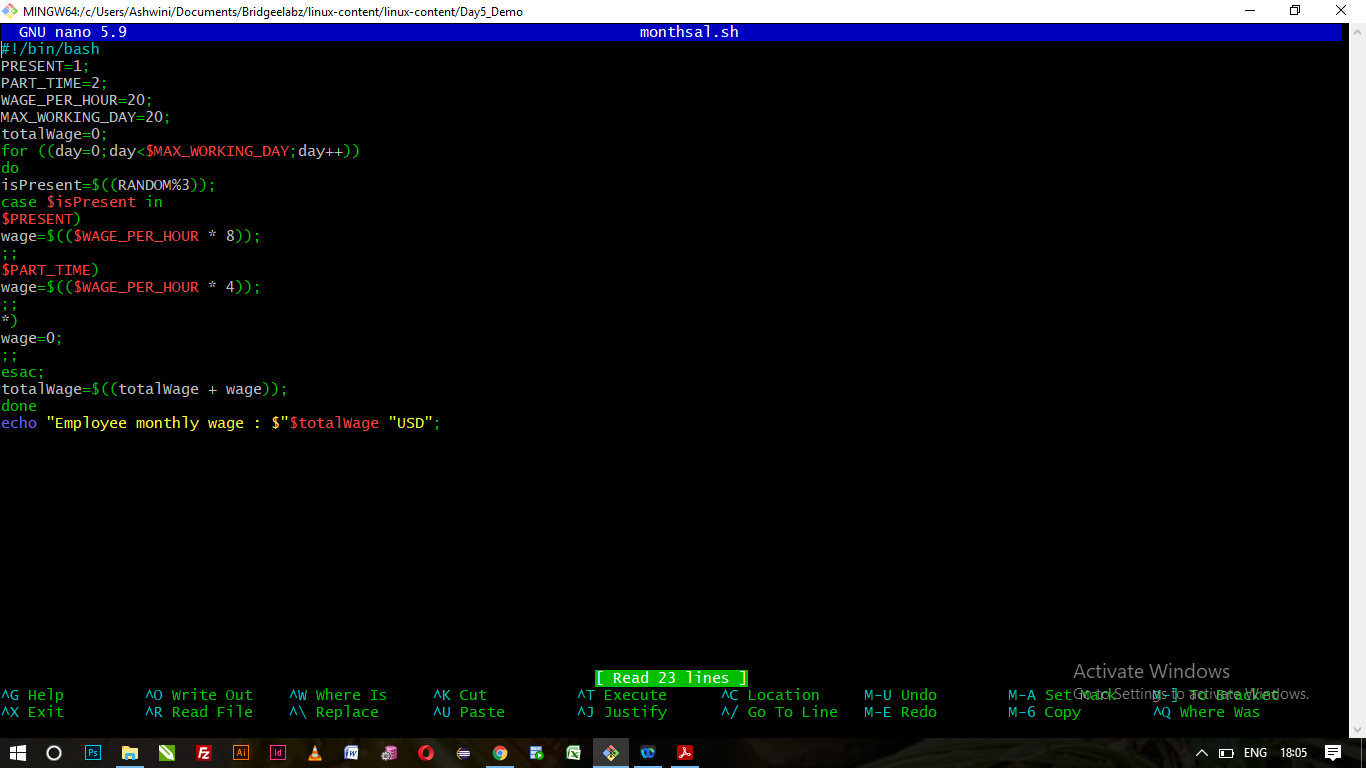 MINGW64:/c/Users/Ashwini/Documents/Bridgeelabz/linux-content/linux-content/Day5_Demo
GNU nano 5.9 monthsal.sh
#!/bin/bash
PRESENT=1;
PART_TIME=2;
WAGE_PER_HOUR=20;
MAX_WORKING_DAY=20;
totalWage=0;
for ((day=0;day<$MAX_WORKING_DAY;day++))
do
isPresent=$((RANDOM%3));
case $isPresent in
$PRESENT)
wage=$(($WAGE_PER_HOUR * 8));
;;
$PART_TIME)
wage=$(($WAGE_PER_HOUR * 4));
;;
*)
wage=0;
;;
esac;
totalWage=$((totalWage + wage));
done
echo "Employee monthly wage : $"$totalWage "USD";
[ Read 23 lines ]
Activate Windows
Go to Settings to activate Windows.
^G Help ^O Write Out ^W Where Is ^K Cut ^T Execute ^C Location M-U Undo M-A Set Mark M-] To Bracket
^X Exit ^R Read File ^\ Replace ^U Paste ^J Justify ^/ Go To Line M-E Redo M-6 Copy ^Q Where Was
Ps Fz Ai Id W X ENG 18:05